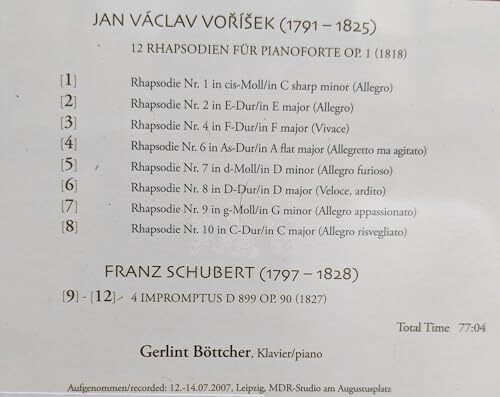 JAN VÁCLAV VOŘÍŠEK (1791 – 1825)
12 RHAPSODIEN FÜR PIANOFORTE OP. 1 (1818)
[1] Rhapsodie Nr. 1 in cis-Moll/in C sharp minor (Allegro)
[2] Rhapsodie Nr. 2 in E-Dur/in E major (Allegro)
[3] Rhapsodie Nr. 4 in F-Dur/in F major (Vivace)
[4] Rhapsodie Nr. 6 in As-Dur/in A flat major (Allegretto ma agitato)
[5] Rhapsodie Nr. 7 in d-Moll/in D minor (Allegro furioso)
[6] Rhapsodie Nr. 8 in D-Dur/in D major (Veloce, ardito)
[7] Rhapsodie Nr. 9 in g-Moll/in G minor (Allegro appassionato)
[8] Rhapsodie Nr. 10 in C-Dur/in C major (Allegro risvegliato)
FRANZ SCHUBERT (1797 – 1828)
[9] - [12] 4 IMPROMPTUS D 899 OP. 90 (1827)
Total Time 77:04
Gerlint Böttcher, Klavier/piano
Aufgenommen/recorded: 12.-14.07.2007, Leipzig, MDR-Studio am Augustusplatz